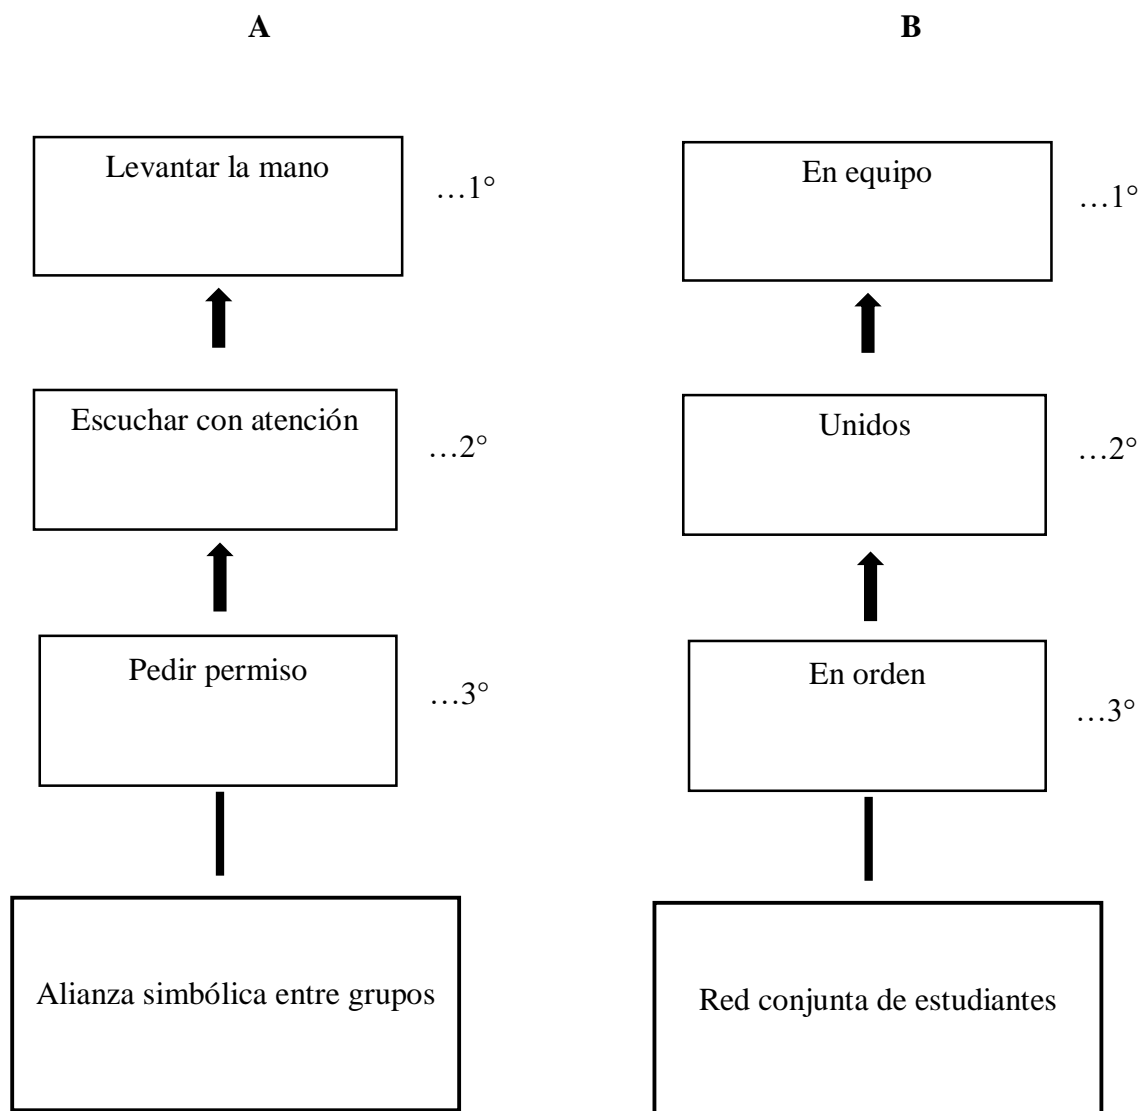 A
B
Levantar la mano
…1°
En equipo
…1°
Escuchar con atención
…2°
Unidos
…2°
Pedir permiso
…3°
En orden
…3°
Alianza simbólica entre grupos
Red conjunta de estudiantes